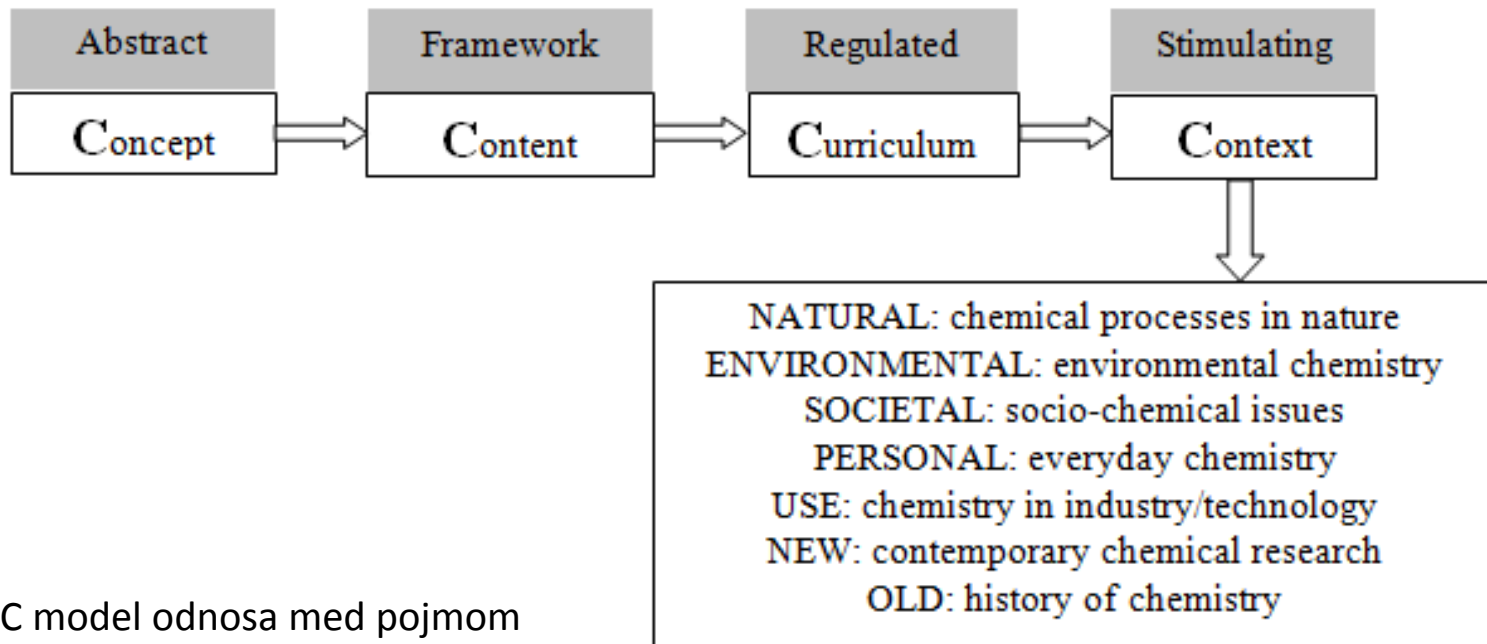 Abstract
Framework
Regulated
Stimulating
Concept
Content
Curriculum
Context
NATURAL: chemical processes in nature
ENVIRONMENTAL: environmental chemistry
SOCIETAL: socio-chemical issues
PERSONAL: everyday chemistry
USE: chemistry in industry/technology
NEW: contemporary chemical research
OLD: history of chemistry
C model odnosa med pojmom